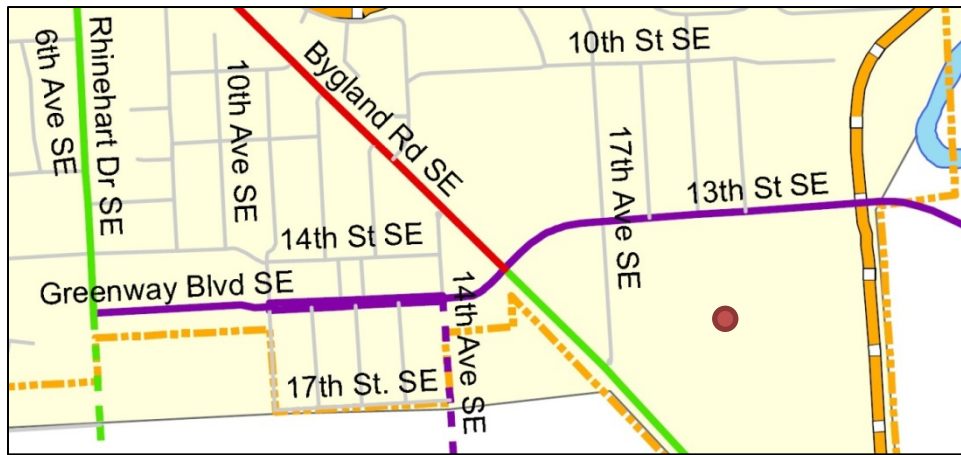 6th Ave SE
Rhinehart Dr SE
10th Ave SE
Bygland Rd SE
10th St SE
17th Ave SE
13th St SE
14th St SE
Greenway Blvd SE
14th Ave SE
17th St. SE